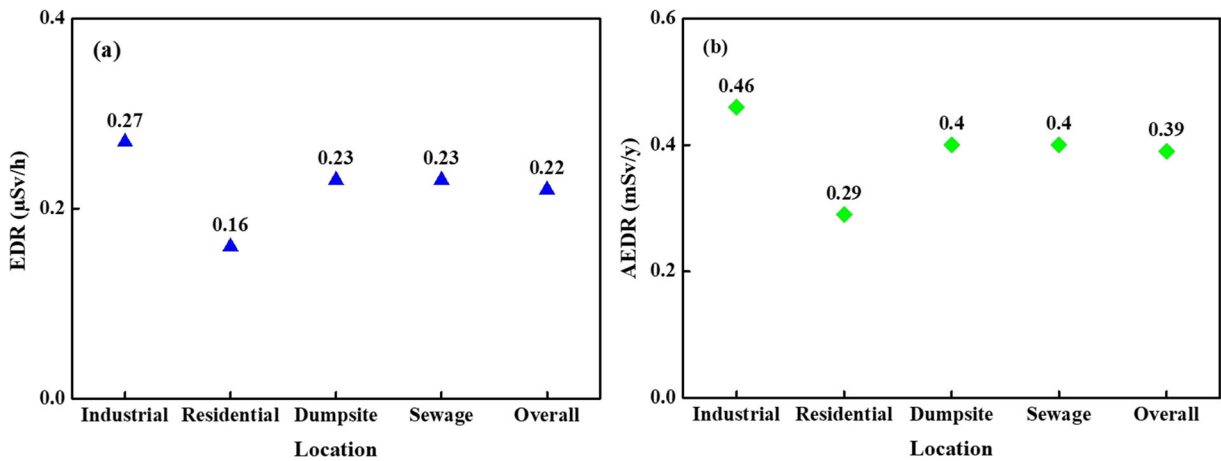 (a)
EDR (μSv/h)
0.4
0.2
0.0
0.27
0.16
0.23
0.23
0.22
Industrial Residential Dumpsite Sewage Overall
Location
(b)
AEDR (mSv/y)
0.6
0.4
0.2
0.0
0.46
0.29
0.4
0.4
0.39
Industrial Residential Dumpsite Sewage Overall
Location